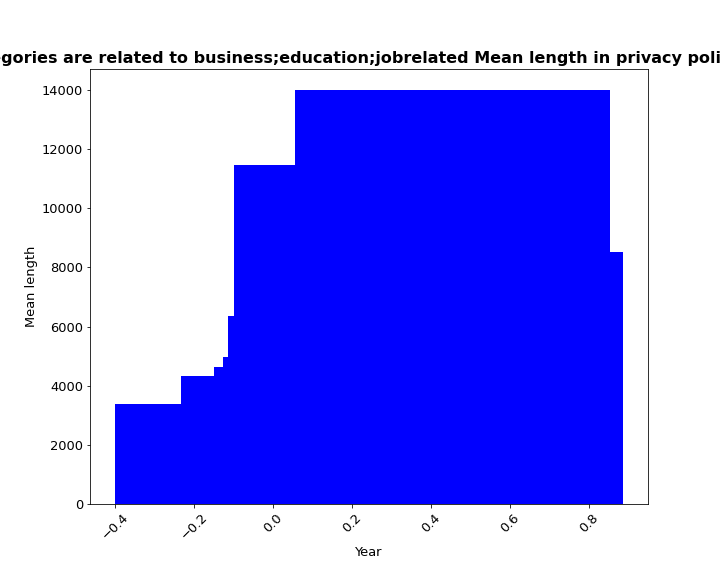 gories are related to business;education;jobrelated Mean length in privacy poli
14000
12000
10000
8000
6000
4000
2000
0
Mean length
−0.4 −0.2 0.0 0.2 0.4 0.6 0.8
Year